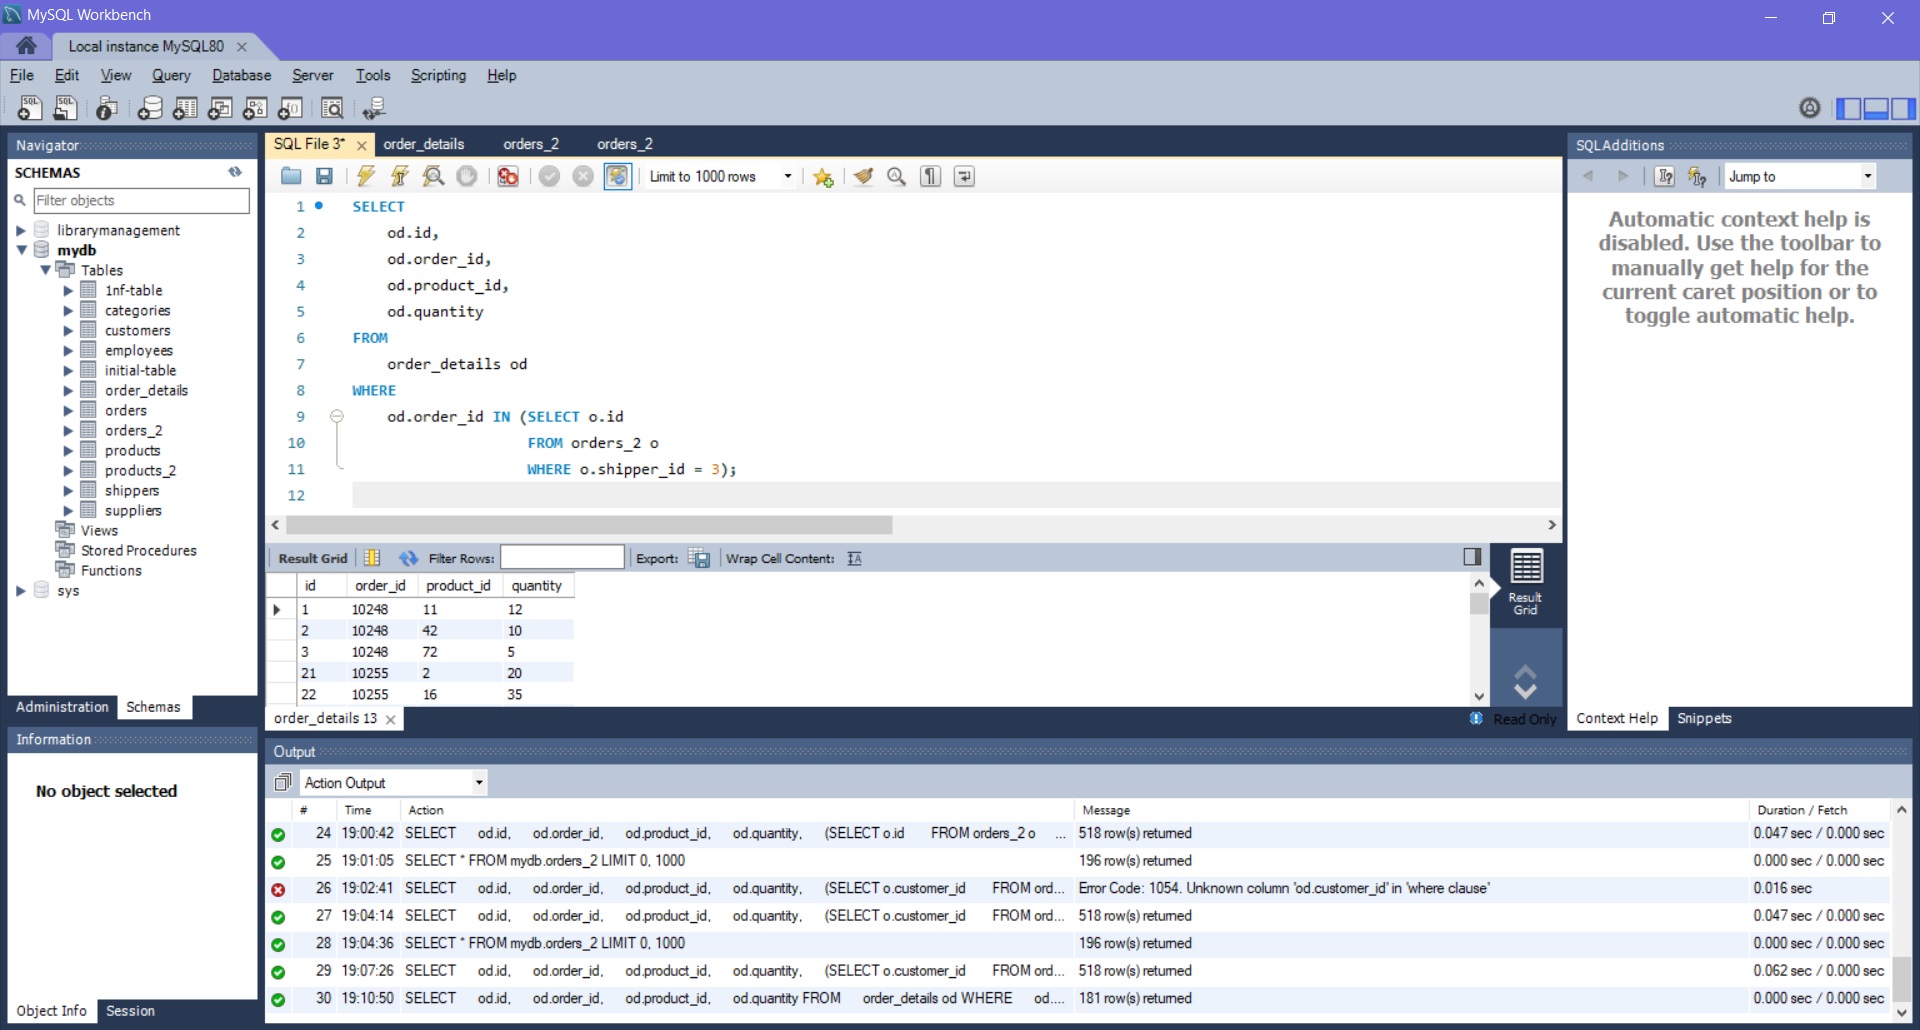 MySQL Workbench
Local instance MySQL80
File Edit View Query Database Server Tools Scripting Help
Navigator
SCHEMAS
Filter objects
librarymanagement
mydb
Tables
1nf-table
categories
customers
employees
initial-table
order_details
orders
orders_2
products
products_2
shippers
suppliers
Views
Stored Procedures
Functions
sys
Administration Schemas
Information
No object selected
Object Info Session
SQL File 3* order_details orders_2 orders_2
Limit to 1000 rows
1 SELECT
2 od.id,
3 od.order_id,
4 od.product_id,
5 od.quantity
6 FROM
7 order_details od
8 WHERE
9 od.order_id IN (SELECT o.id
10 FROM orders_2 o
11 WHERE o.shipper_id = 3);
12
Result Grid Filter Rows: Export: Wrap Cell Content:
id order_id product_id quantity
1 10248 11 12
2 10248 42 10
3 10248 72 5
21 10255 2 20
22 10255 16 35
Result
Grid
order_details 13
Read Only
SQLAdditions
Jump to
Automatic context help is
disabled. Use the toolbar to
manually get help for the
current caret position or to
toggle automatic help.
Context Help Snippets
Output
Action Output
# Time Action Message Duration / Fetch
24 19:00:42 SELECT od.id, od.order_id, od.product_id, od.quantity, (SELECT o.id FROM orders_2 o ... 518 row(s) returned 0.047 sec / 0.000 sec
25 19:01:05 SELECT * FROM mydb.orders_2 LIMIT 0, 1000 196 row(s) returned 0.000 sec / 0.000 sec
26 19:02:41 SELECT od.id, od.order_id, od.product_id, od.quantity, (SELECT o.customer_id FROM ord... Error Code: 1054. Unknown column 'od.customer_id' in 'where clause' 0.016 sec
27 19:04:14 SELECT od.id, od.order_id, od.product_id, od.quantity, (SELECT o.customer_id FROM ord... 518 row(s) returned 0.047 sec / 0.000 sec
28 19:04:36 SELECT * FROM mydb.orders_2 LIMIT 0, 1000 196 row(s) returned 0.000 sec / 0.000 sec
29 19:07:26 SELECT od.id, od.order_id, od.product_id, od.quantity, (SELECT o.customer_id FROM ord... 518 row(s) returned 0.062 sec / 0.000 sec
30 19:10:50 SELECT od.id, od.order_id, od.product_id, od.quantity FROM order_details od WHERE od.... 181 row(s) returned 0.000 sec / 0.000 sec